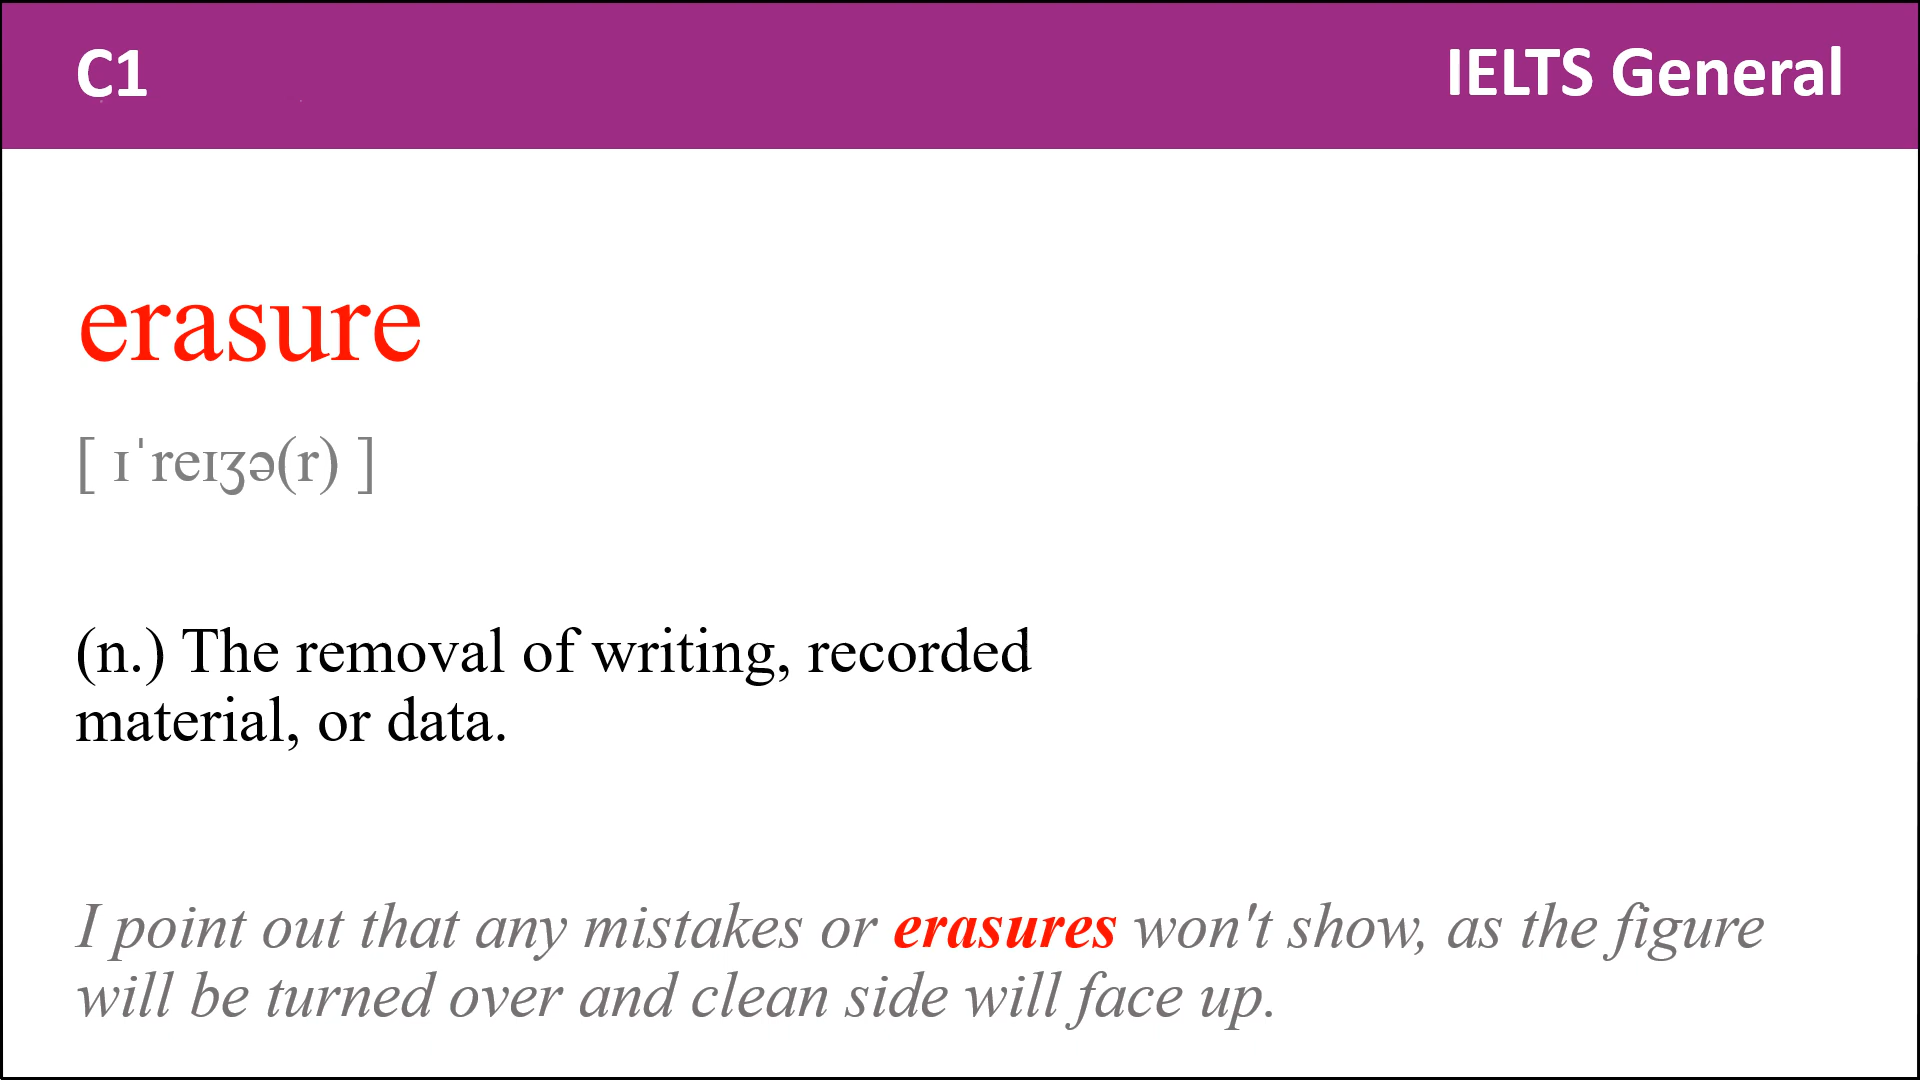 C1 IELTS General
erasure
[ ɪˈreɪʒə(r) ]
(n.) The removal of writing, recorded
material, or data.
I point out that any mistakes or erasures won't show, as the figure
will be turned over and clean side will face up.